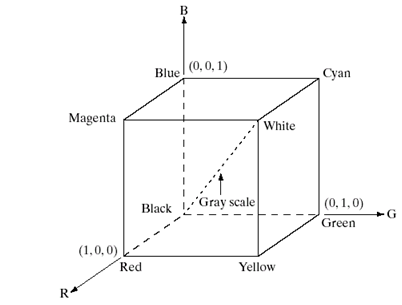 B
Blue (0, 0, 1)
Cyan
Magenta
White
Black
Gray scale
(0, 1, 0)
G
Green
(1, 0, 0)
Red
Yellow
R